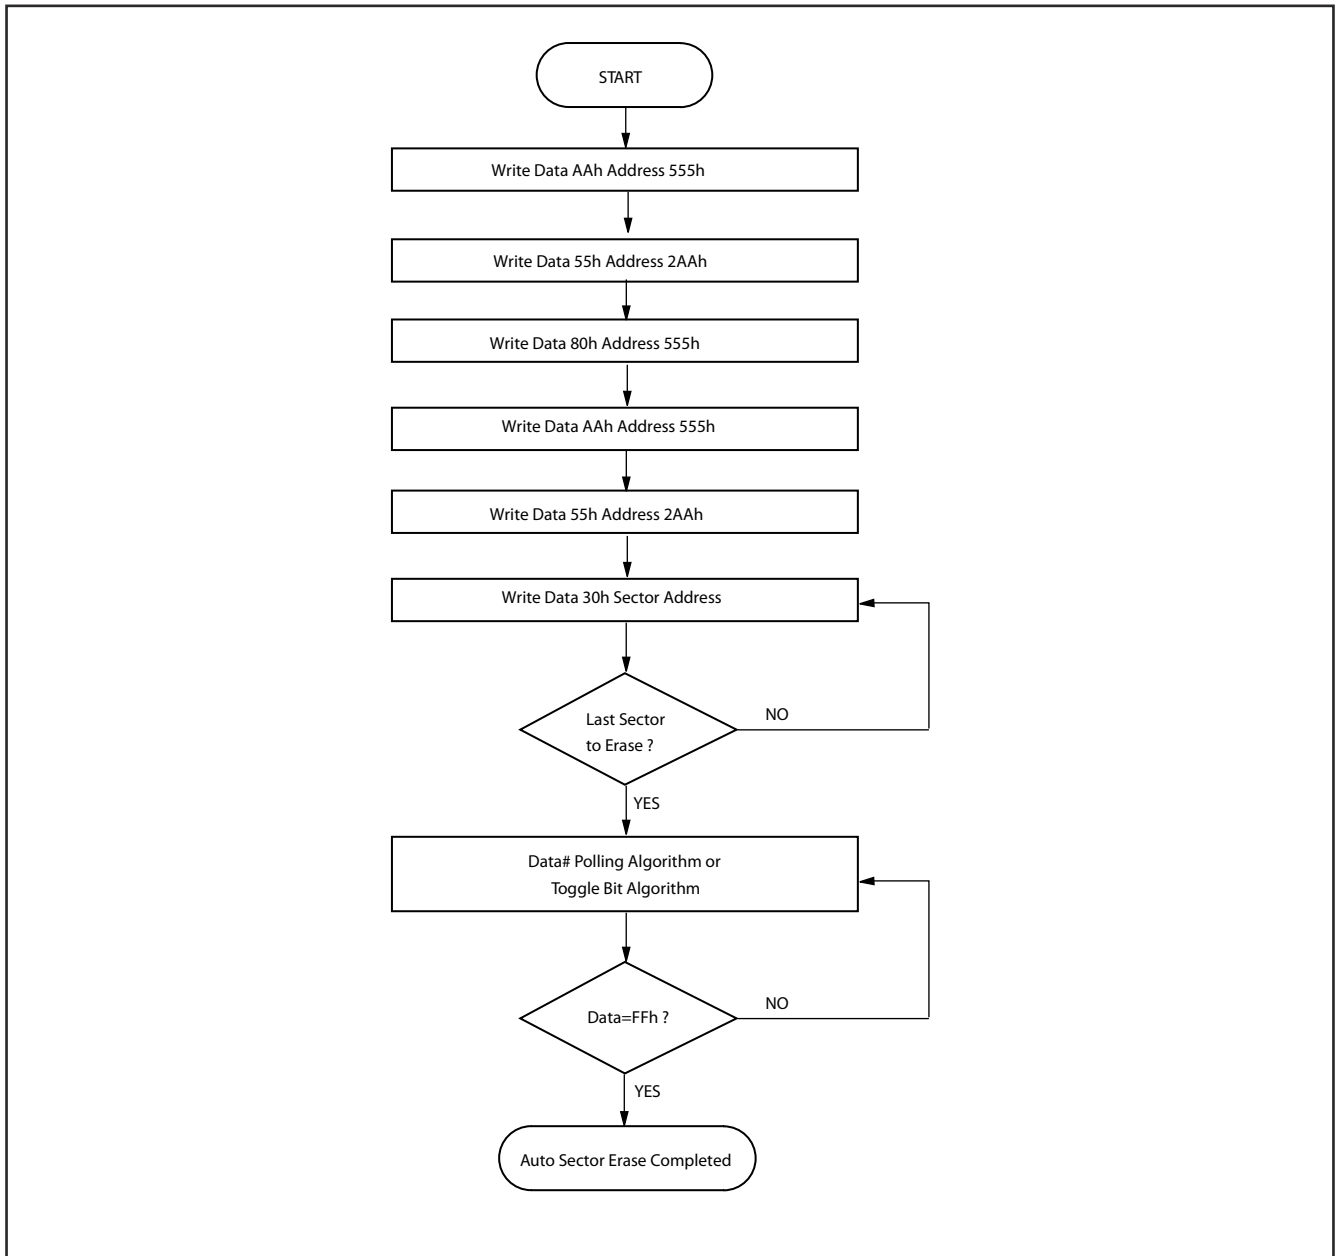 START
Write Data AAh Address 555h
Write Data 55h Address 2AAh
Write Data 80h Address 555h
Write Data AAh Address 555h
Write Data 55h Address 2AAh
Write Data 30h Sector Address
Last Sector
to Erase ?
NO
YES
Data# Polling Algorithm or
Toggle Bit Algorithm
Data=FFh ?
NO
YES
Auto Sector Erase Completed